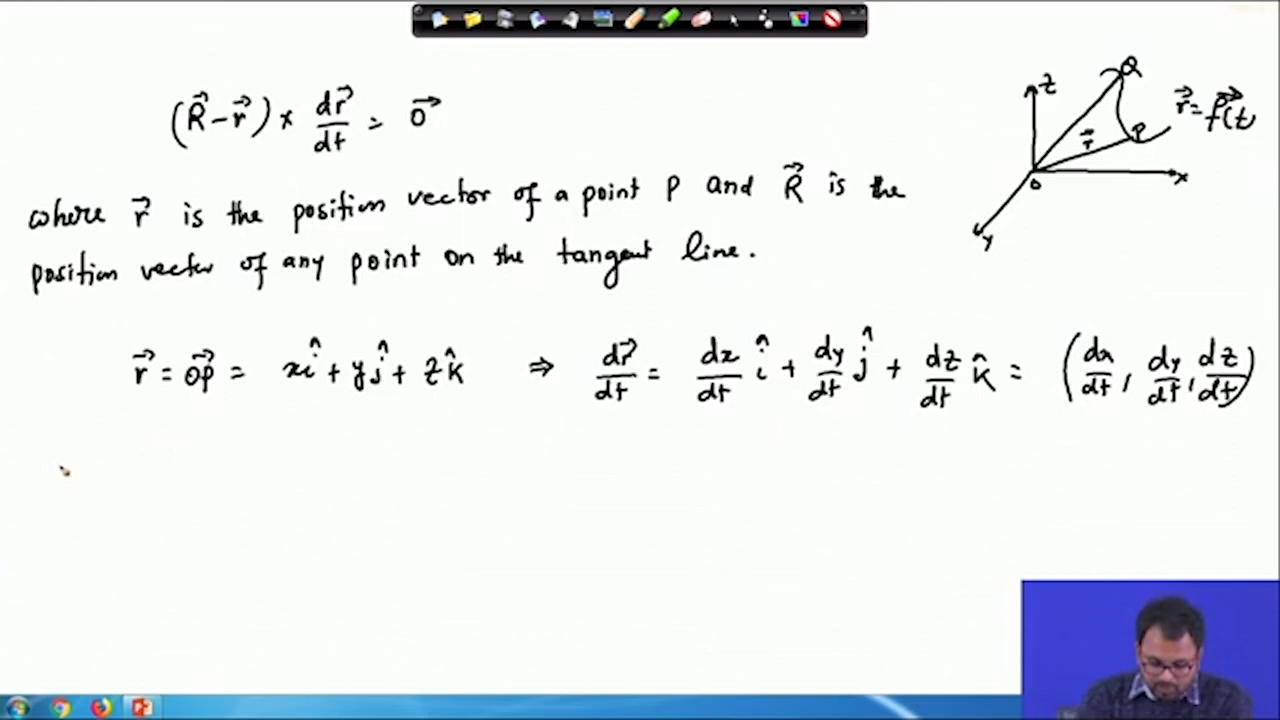 (R⃗ - r⃗) × dr⃗/dt = 0⃗
where r⃗ is the position vector of a point P and R⃗ is the
position vector of any point on the tangent line.
r⃗ = OP⃗ = xî + yĵ + zk̂ ⇒ dr⃗/dt = dx/dt î + dy/dt ĵ + dz/dt k̂ = (dx/dt, dy/dt, dz/dt)
Q
z
r⃗ = f⃗(t)
P
r⃗
o
x
y